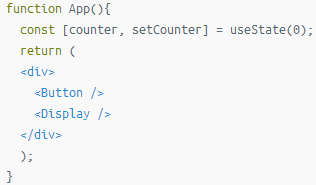 function App(){
  const [counter, setCounter] = useState(0);
  return (
  <div>
    <Button />
    <Display />
  </div>
  );
}